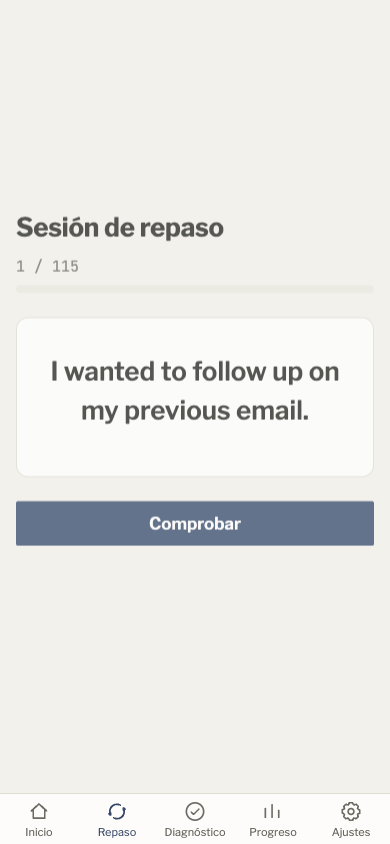 Sesión de repaso
1 / 115
I wanted to follow up on
my previous email.
Comprobar
Inicio
Repaso
Diagnóstico
Progreso
Ajustes